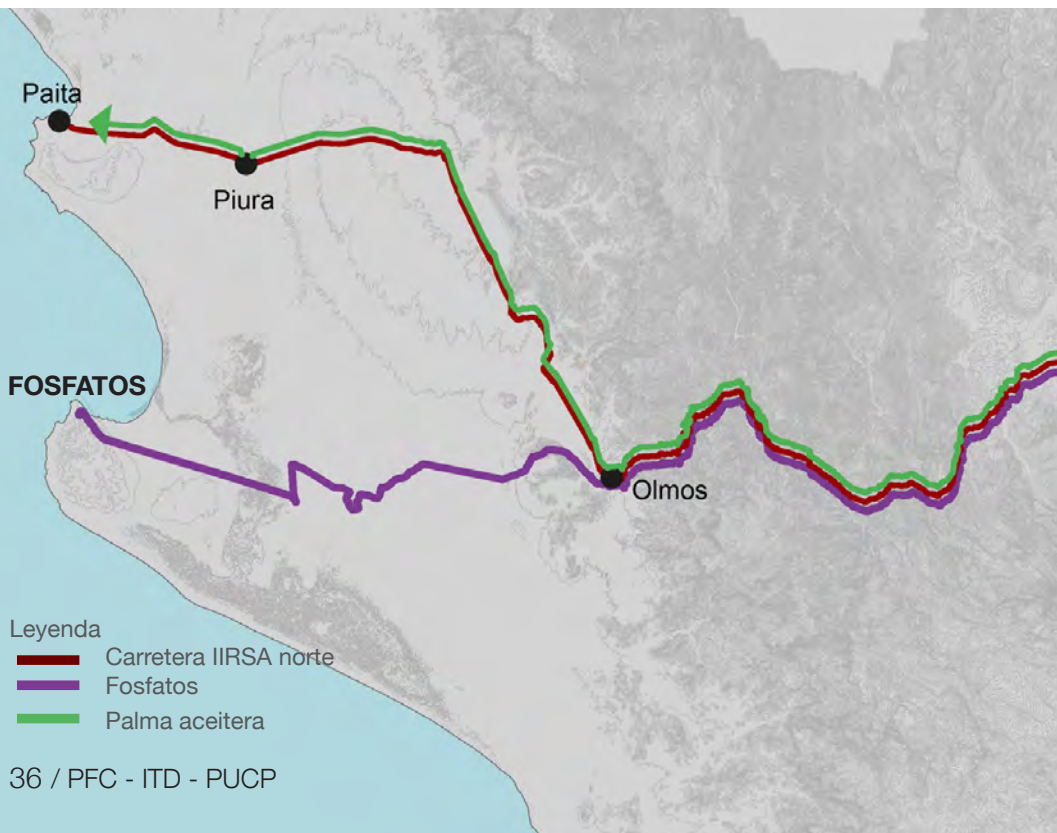 Paita
Piura
FOSFATOS
Olmos
Leyenda
Carretera IIRSA norte
Fosfatos
Palma aceitera
36 / PFC - ITD - PUCP